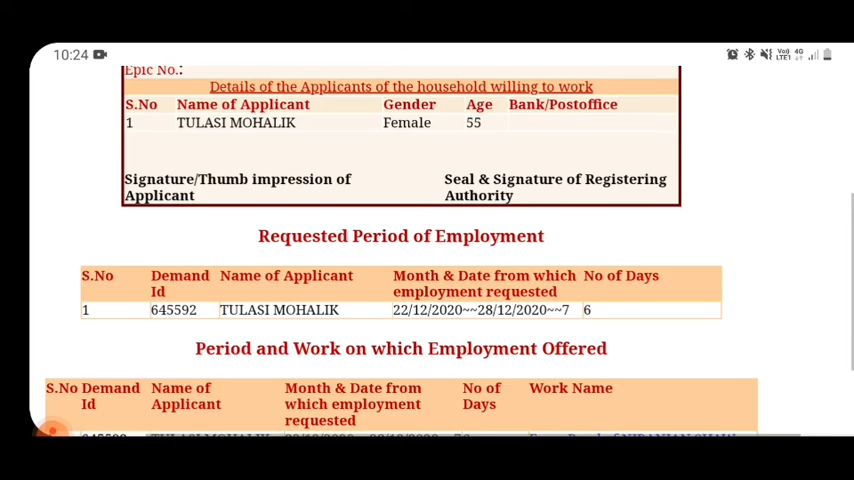 10:24
VoD LTE1 4G
Epic No.:
Details of the Applicants of the household willing to work
S.No Name of Applicant Gender Age Bank/Postoffice
1 TULASI MOHALIK Female 55
Signature/Thumb impression of Applicant
Seal & Signature of Registering Authority
Requested Period of Employment
S.No Demand Id Name of Applicant Month & Date from which employment requested No of Days
1 645592 TULASI MOHALIK 22/12/2020~~28/12/2020~~7 6
Period and Work on which Employment Offered
S.No Demand Id Name of Applicant Month & Date from which employment requested No of Days Work Name